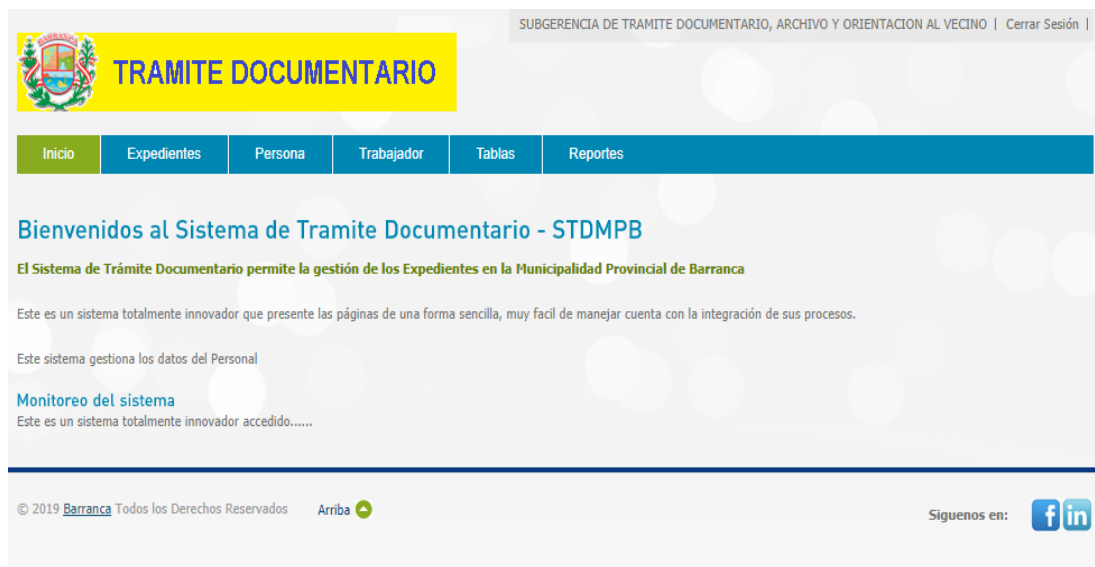 SUBGERENCIA DE TRAMITE DOCUMENTARIO, ARCHIVO Y ORIENTACION AL VECINO | Cerrar Sesión |
BARRANCA
TRAMITE DOCUMENTARIO
Inicio Expedientes Persona Trabajador Tablas Reportes
Bienvenidos al Sistema de Tramite Documentario - STDMPB
El Sistema de Trámite Documentario permite la gestión de los Expedientes en la Municipalidad Provincial de Barranca
Este es un sistema totalmente innovador que presente las páginas de una forma sencilla, muy facil de manejar cuenta con la integración de sus procesos.
Este sistema gestiona los datos del Personal
Monitoreo del sistema
Este es un sistema totalmente innovador accedido......
© 2019 Barranca Todos los Derechos Reservados Arriba Siguenos en: f in